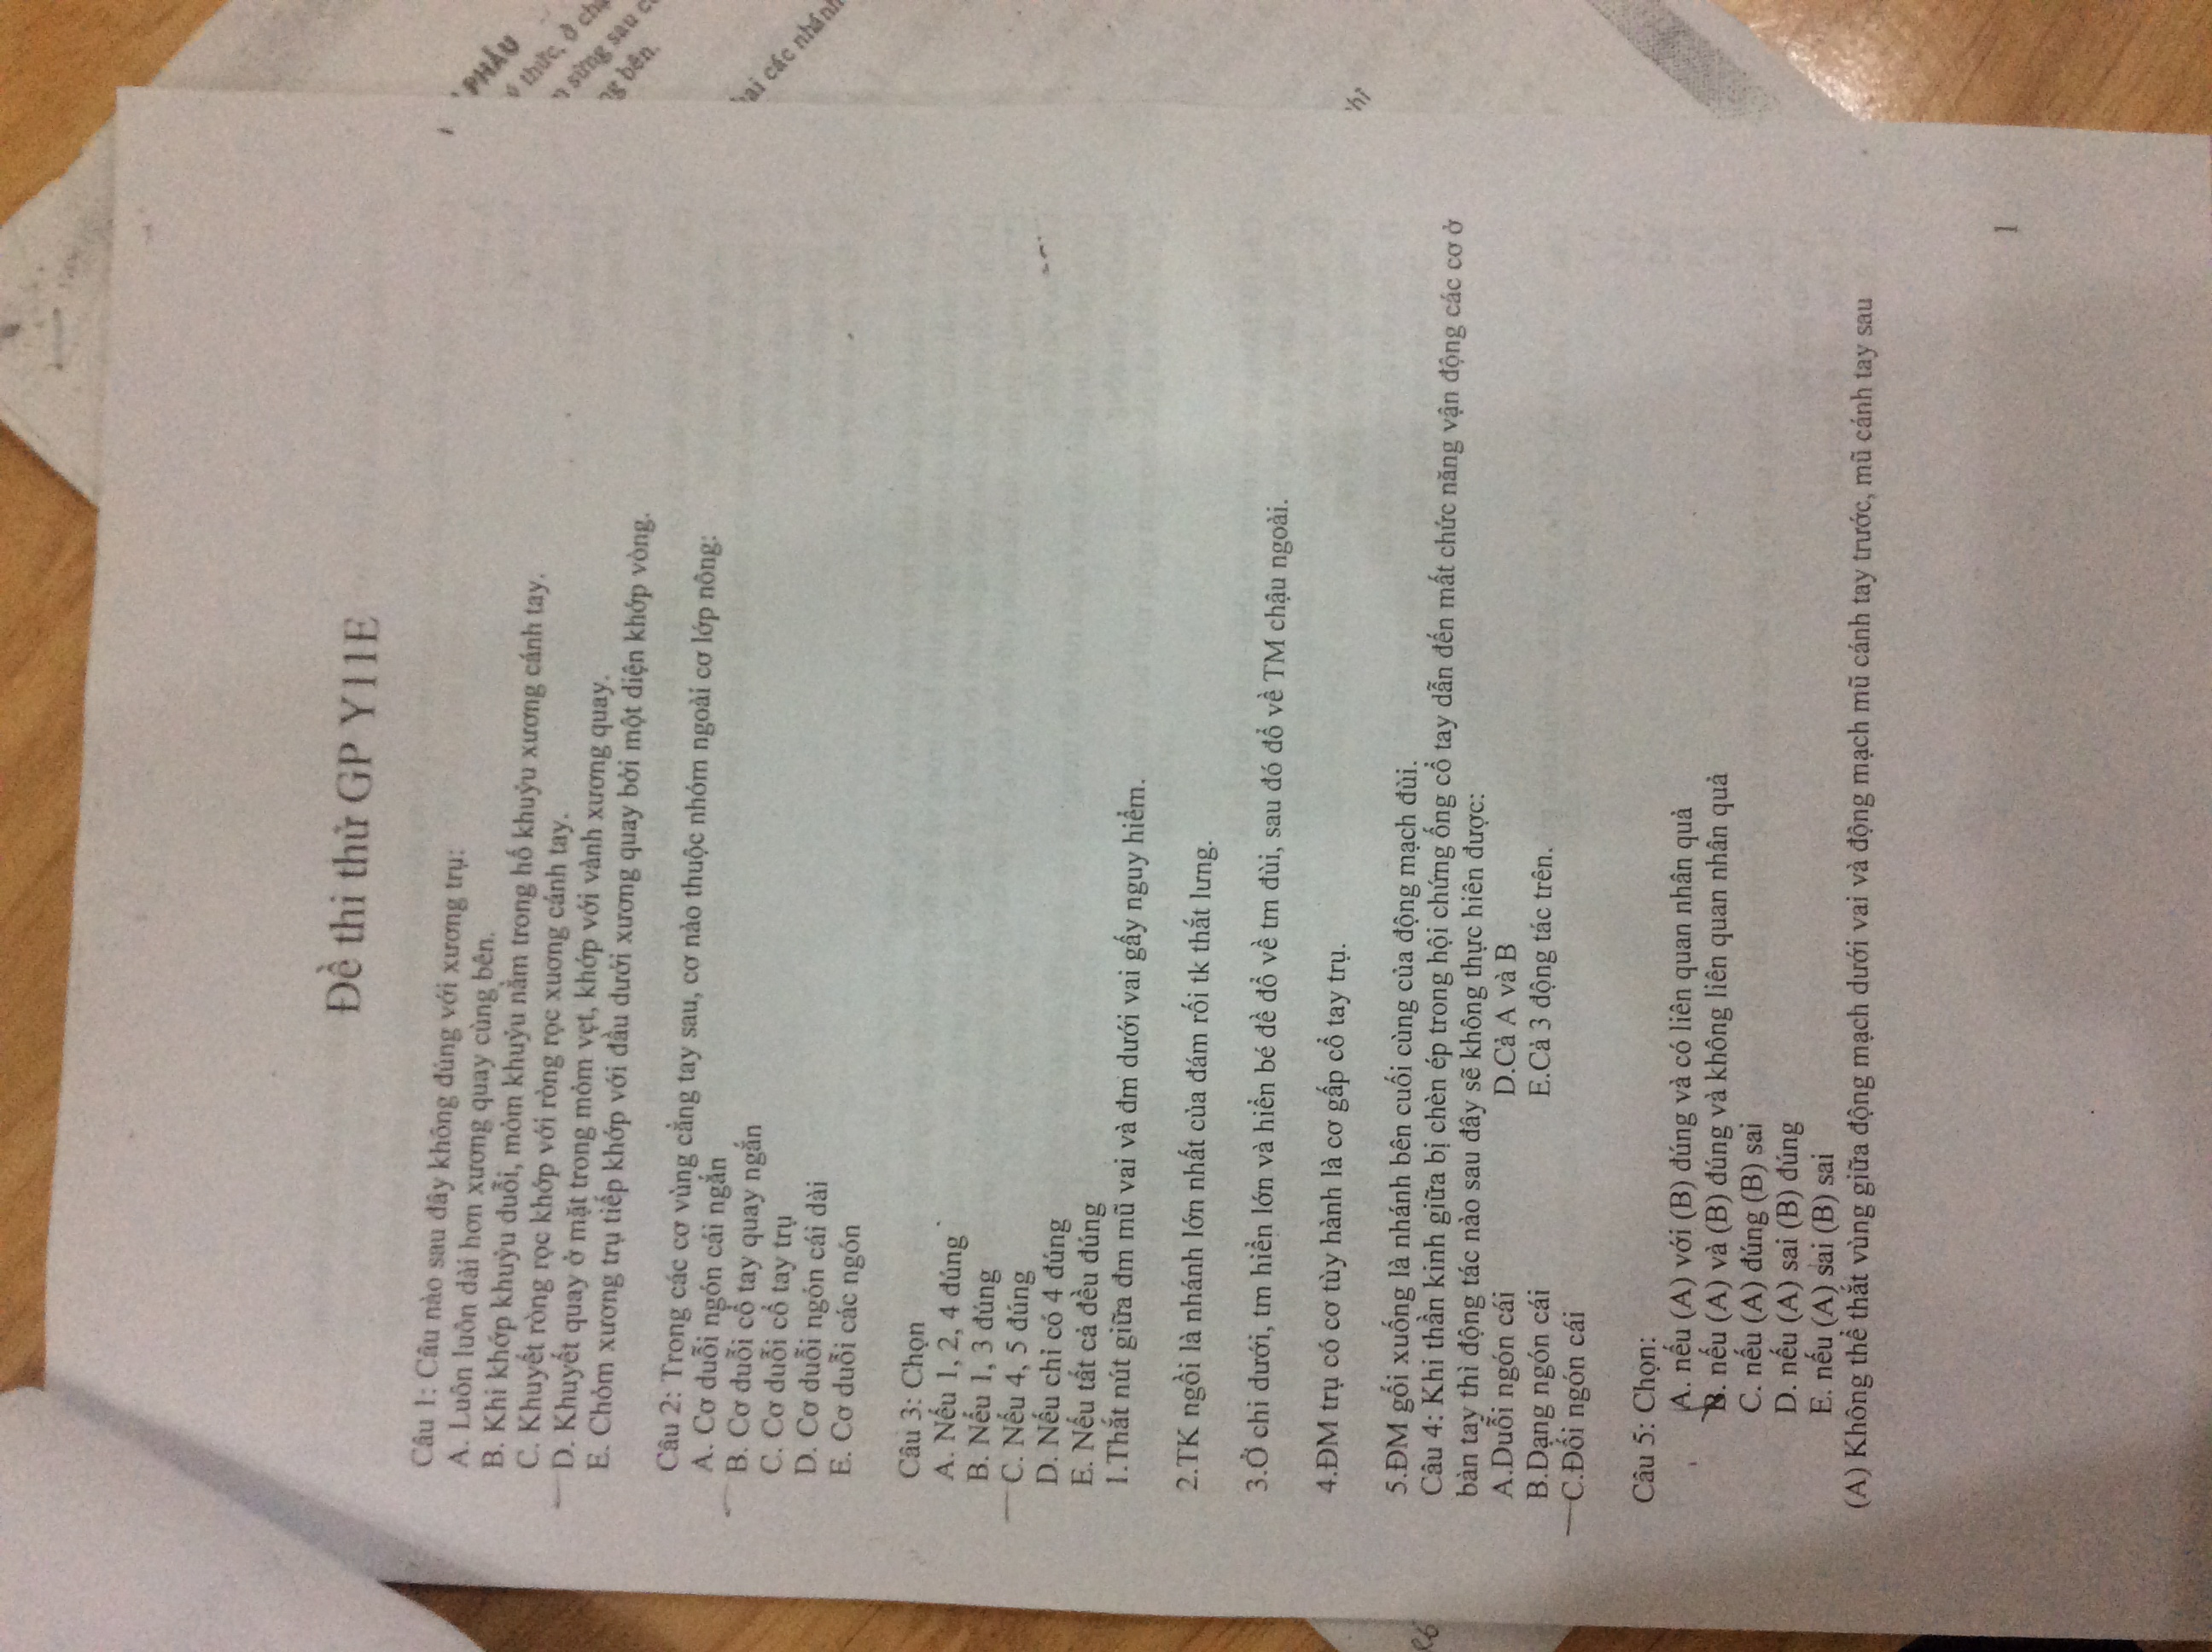 Đề thi thử GP Y11E
Câu 1: Câu nào sau đây không đúng với xương trụ:
A. Luôn luôn dài hơn xương quay cùng bên.
B. Khi khớp khuỷu duỗi, mỏm khuỷu nằm trong hố khuỷu xương cánh tay.
C. Khuyết ròng rọc khớp với ròng rọc xuơng cánh tay.
D. Khuyết quay ở mặt trong mỏm vẹt, khớp với vành xương quay.
E. Chỏm xương trụ tiếp khớp với đầu dưới xương quay bởi một diện khớp vòng.
Câu 2: Trong các cơ vùng cẳng tay sau, cơ nào thuộc nhóm ngoài cơ lớp nông:
A. Cơ duỗi ngón cái ngắn
B. Cơ duỗi cổ tay quay ngắn
C. Cơ duỗi cổ tay trụ
D. Cơ duỗi ngón cái dài
E. Cơ duỗi các ngón
Câu 3: Chọn
A. Nếu 1, 2, 4 đúng
B. Nếu 1, 3 đúng
C. Nếu 4, 5 đúng
D. Nếu chỉ có 4 đúng
E. Nếu tất cả đều đúng
1.Thắt nút giữa đm mũ vai và đm dưới vai gấy nguy hiểm.
2.TK ngồi là nhánh lớn nhất của đám rối tk thắt lưng.
3.Ở chi dưới, tm hiển lớn và hiển bé đề đổ về tm đùi, sau đó đổ về TM chậu ngoài.
4.ĐM trụ có cơ tùy hành là cơ gấp cổ tay trụ.
5.ĐM gối xuống là nhánh bên cuối cùng của động mạch đùi.
Câu 4: Khi thần kinh giữa bị chèn ép trong hội chứng ống cổ tay dẫn đến mất chức năng vận động các cơ ở
bàn tay thì động tác nào sau đây sẽ không thực hiên được:
A.Duỗi ngón cái D.Cả A và B
B.Dạng ngón cái E.Cả 3 động tác trên.
C.Đối ngón cái
Câu 5: Chọn:
A. nếu (A) với (B) đúng và có liên quan nhân quả
B. nếu (A) và (B) đúng và không liên quan nhân quả
C. nếu (A) đúng (B) sai
D. nếu (A) sai (B) đúng
E. nếu (A) sai (B) sai
(A) Không thể thắt vùng giữa động mạch dưới vai và động mạch mũ cánh tay trước, mũ cánh tay sau
1
PHẪU
thức, ở
sừng sau
bên.
các nhánh